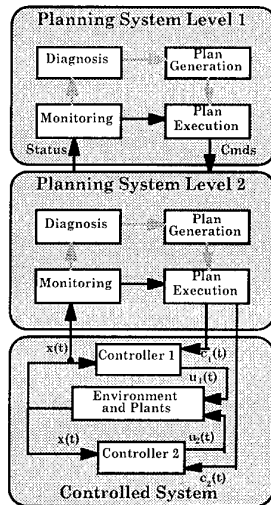 Planning System Level 1
Diagnosis
Plan
Generation
Monitoring
Plan
Execution
Status
Cmds
Planning System Level 2
Diagnosis
Plan
Generation
Monitoring
Plan
Execution
x(t)
Controller 1
c₁(t)
u₁(t)
Environment
and Plants
x(t)
u₂(t)
Controller 2
c₂(t)
Controlled System